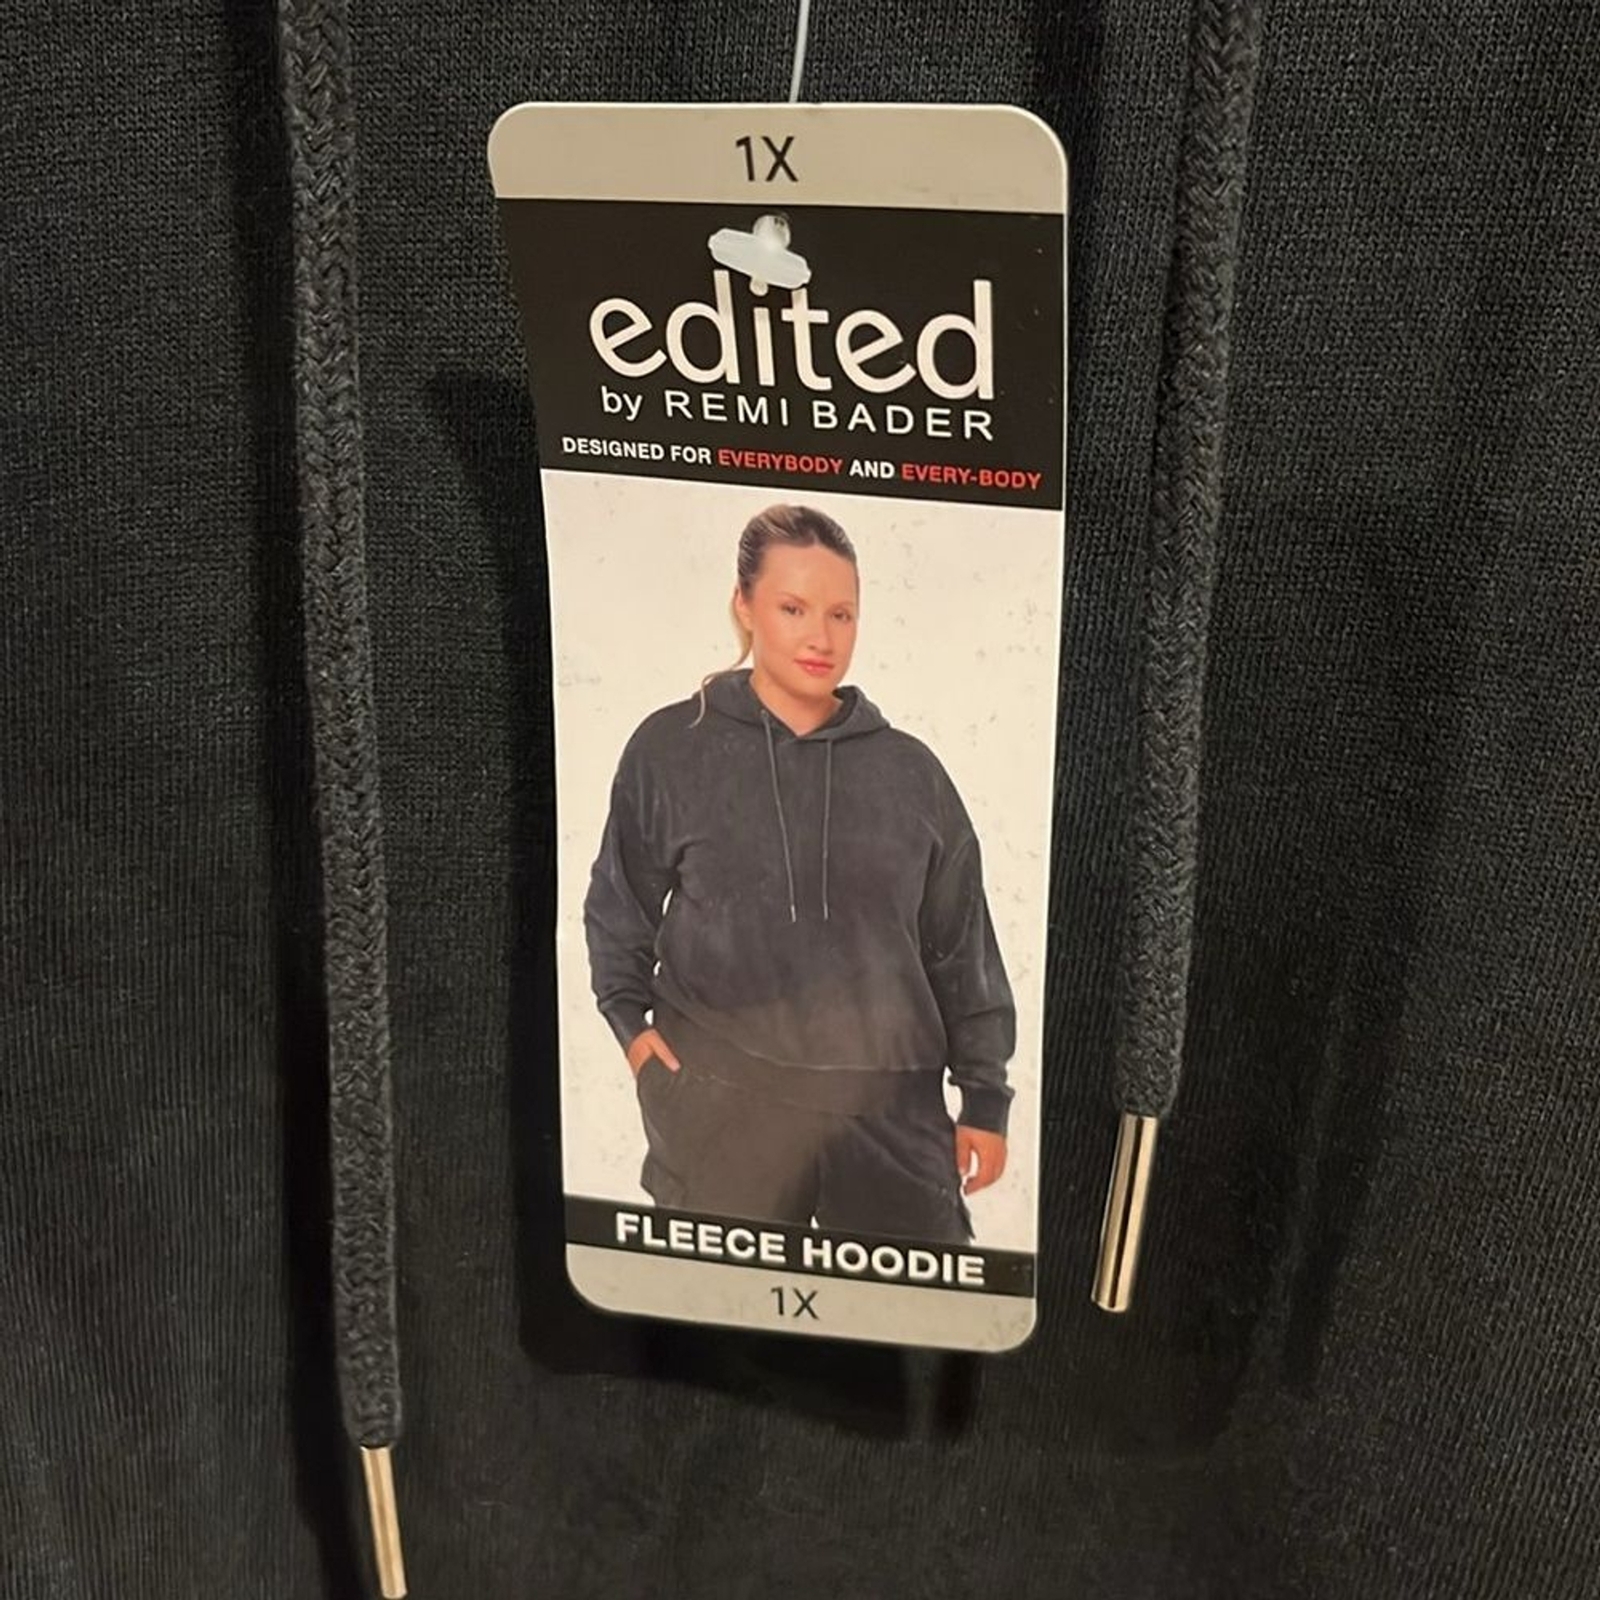 1X
edited
by REMI BADER
DESIGNED FOR EVERYBODY AND EVERY-BODY
FLEECE HOODIE
1X